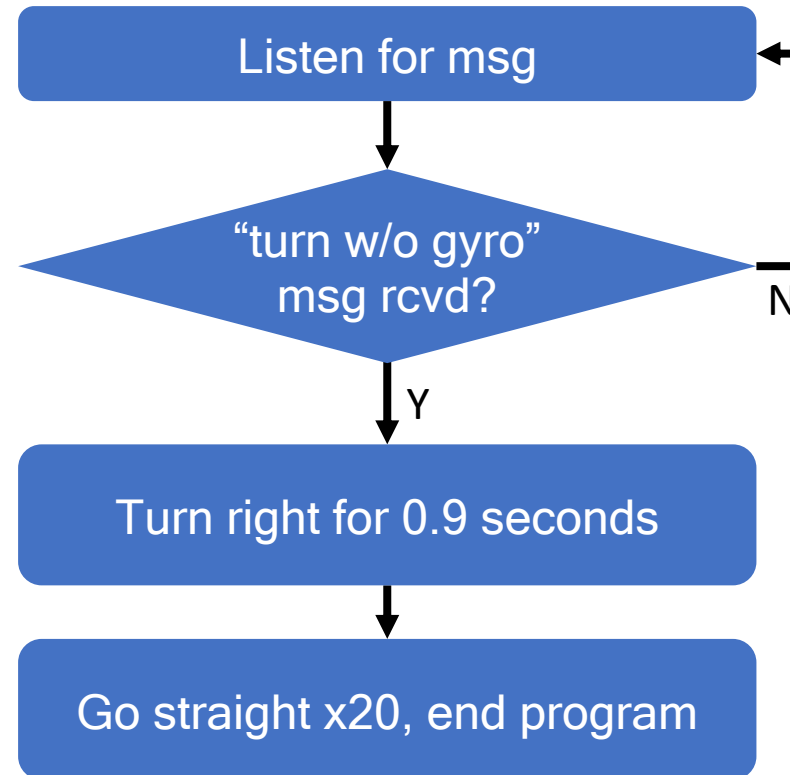 Listen for msg
“turn w/o gyro”
msg rcvd?
N
Y
Turn right for 0.9 seconds
Go straight x20, end program